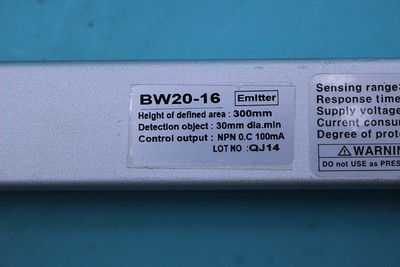 BW20-16 Emitter
Height of defined area : 300mm
Detection object : 30mm dia.min
Control output : NPN O.C 100mA
LOT NO : QJ14
Sensing range
Response time
Supply voltage
Current consu
Degree of prote
WARNIN
DO not USE as PRES